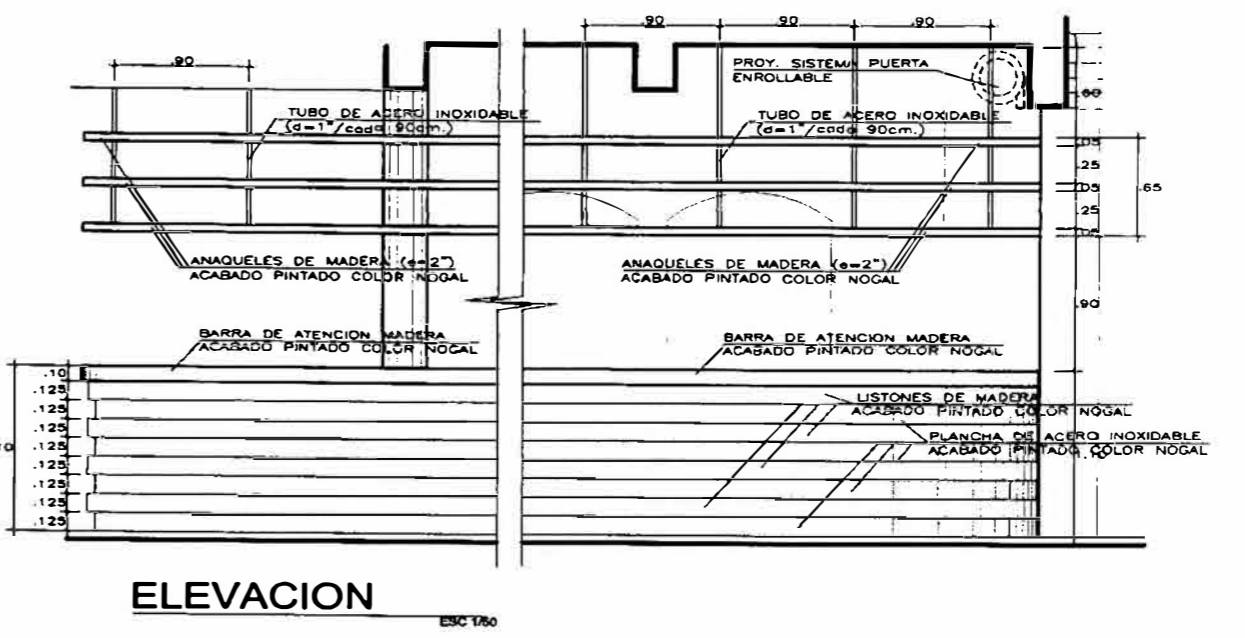 .90 .90 .90
.90
PROY. SISTEMA PUERTA
ENROLLABLE
.60
TUBO DE ACERO INOXIDABLE
(d=1"/cada 90cm.)
TUBO DE ACERO INOXIDABLE
(d=1"/cada 90cm.)
.05
.25
.05
.25
.05
.65
ANAQUELES DE MADERA (e=2")
ACABADO PINTADO COLOR NOGAL
ANAQUELES DE MADERA (e=2")
ACABADO PINTADO COLOR NOGAL
.90
BARRA DE ATENCION MADERA
ACABADO PINTADO COLOR NOGAL
BARRA DE ATENCION MADERA
ACABADO PINTADO COLOR NOGAL
.10
.125
.125
.125
.125
.125
.125
.125
.125
LISTONES DE MADERA
ACABADO PINTADO COLOR NOGAL
PLANCHA DE ACERO INOXIDABLE
ACABADO PINTADO COLOR NOGAL
ELEVACION
ESC 1/50